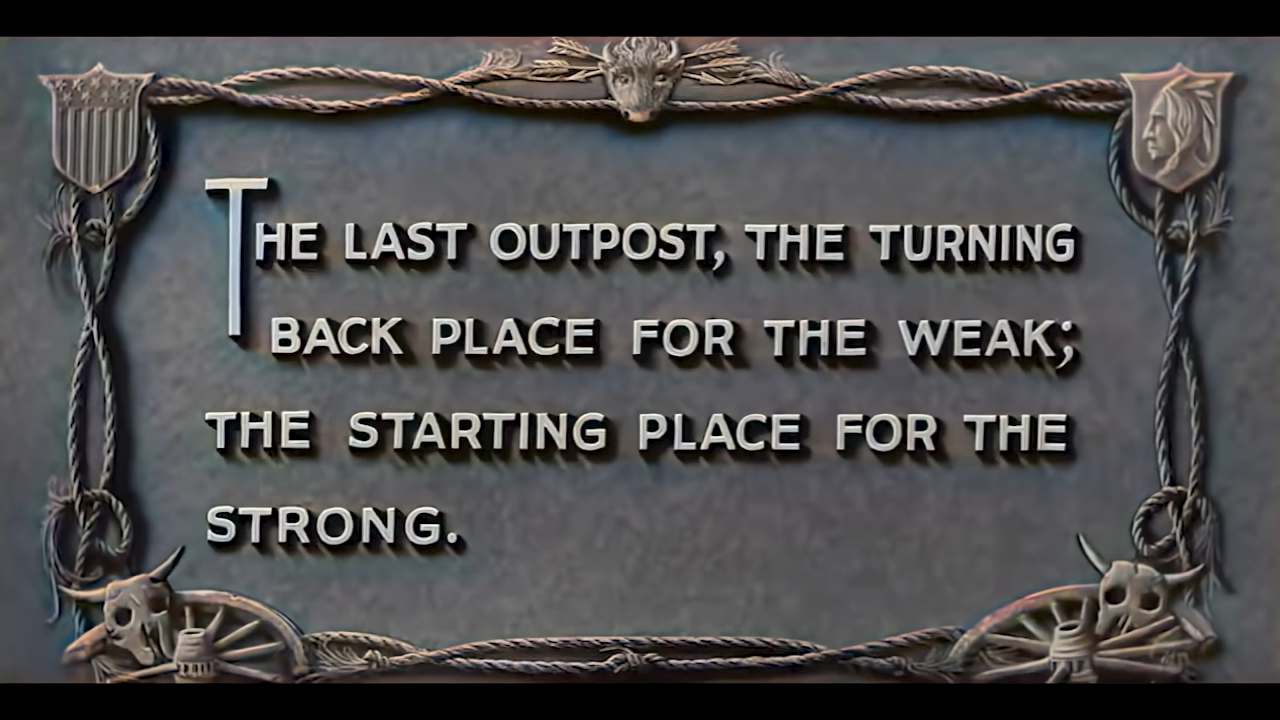 THE LAST OUTPOST, THE TURNING
BACK PLACE FOR THE WEAK;
THE STARTING PLACE FOR THE
STRONG.